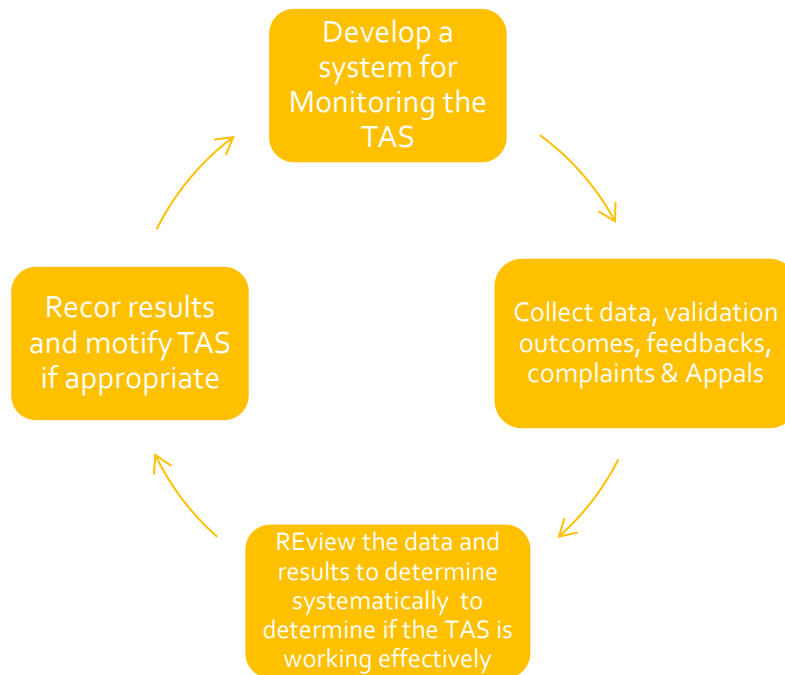 Develop a
system for
Monitoring the
TAS
Collect data, validation
outcomes, feedbacks,
complaints & Appals
REview the data and
results to determine
systematically to
determine if the TAS is
working effectively
Recor results
and motify TAS
if appropriate